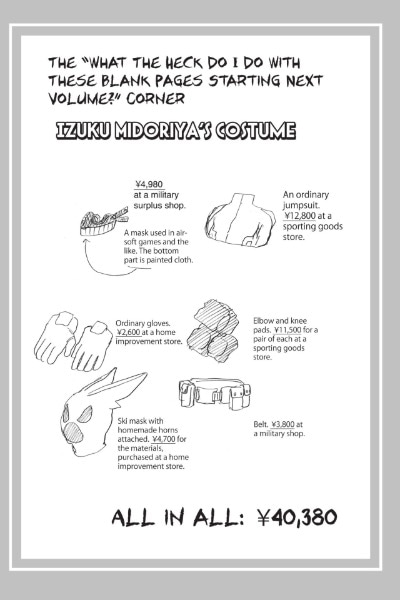 THE "WHAT THE HECK DO I DO WITH
THESE BLANK PAGES STARTING NEXT
VOLUME?" CORNER
IZUKU MIDORIYA'S COSTUME
¥4,980
at a military
surplus shop.
A mask used in air-
soft games and the
like. The bottom
part is painted cloth.
An ordinary
jumpsuit.
¥12,800 at a
sporting goods
store.
Ordinary gloves.
¥2,600 at a home
improvement store.
Elbow and knee
pads. ¥11,500 for a
pair of each at a
sporting goods
store.
Ski mask with
homemade horns
attached. ¥4,700 for
the materials,
purchased at a home
improvement store.
Belt. ¥3,800 at
a military shop.
ALL IN ALL: ¥40,380